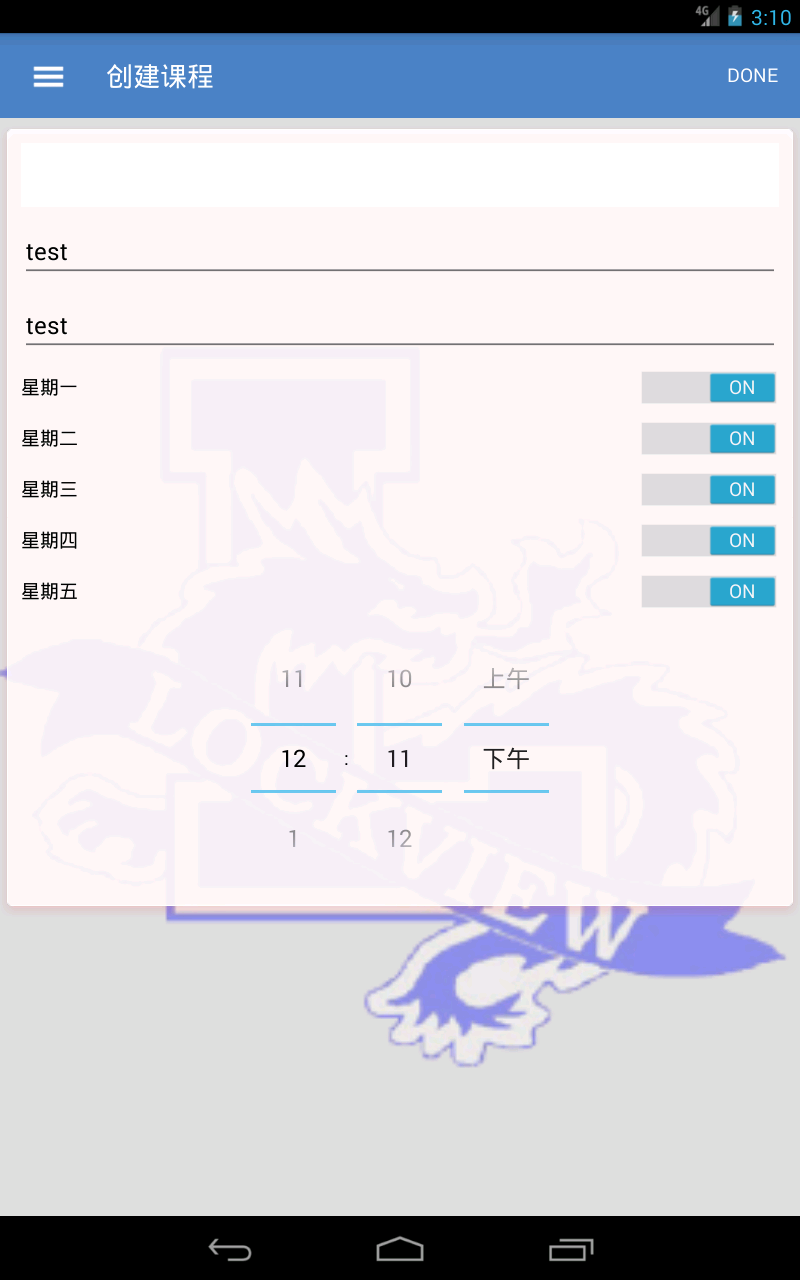 4G 3:10
创建课程 DONE
test
test
星期一 ON
星期二 ON
星期三 ON
星期四 ON
星期五 ON
11 10 上午
12 : 11 下午
1 12
LOCKVIEW